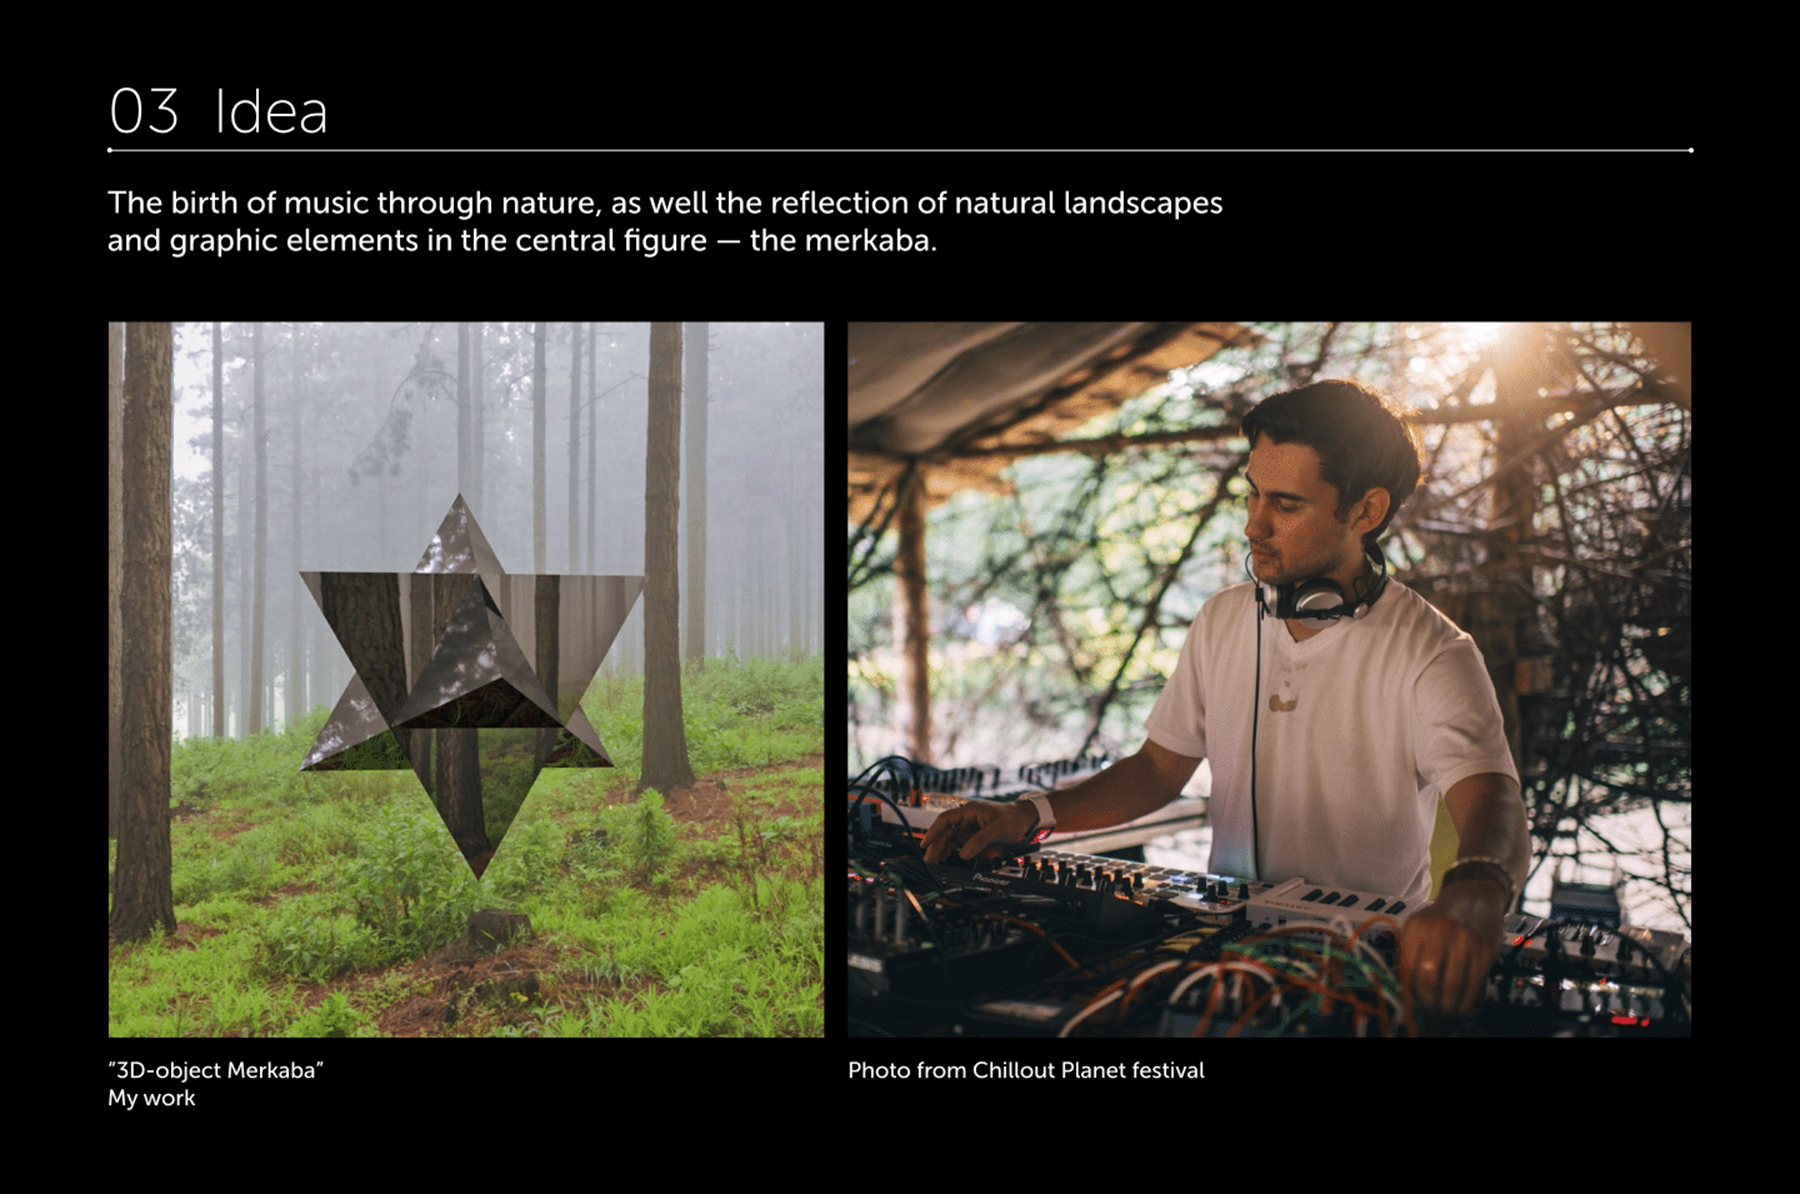 03 Idea
The birth of music through nature, as well the reflection of natural landscapes
and graphic elements in the central figure — the merkaba.
Pioneer
“3D-object Merkaba”
My work
Photo from Chillout Planet festival